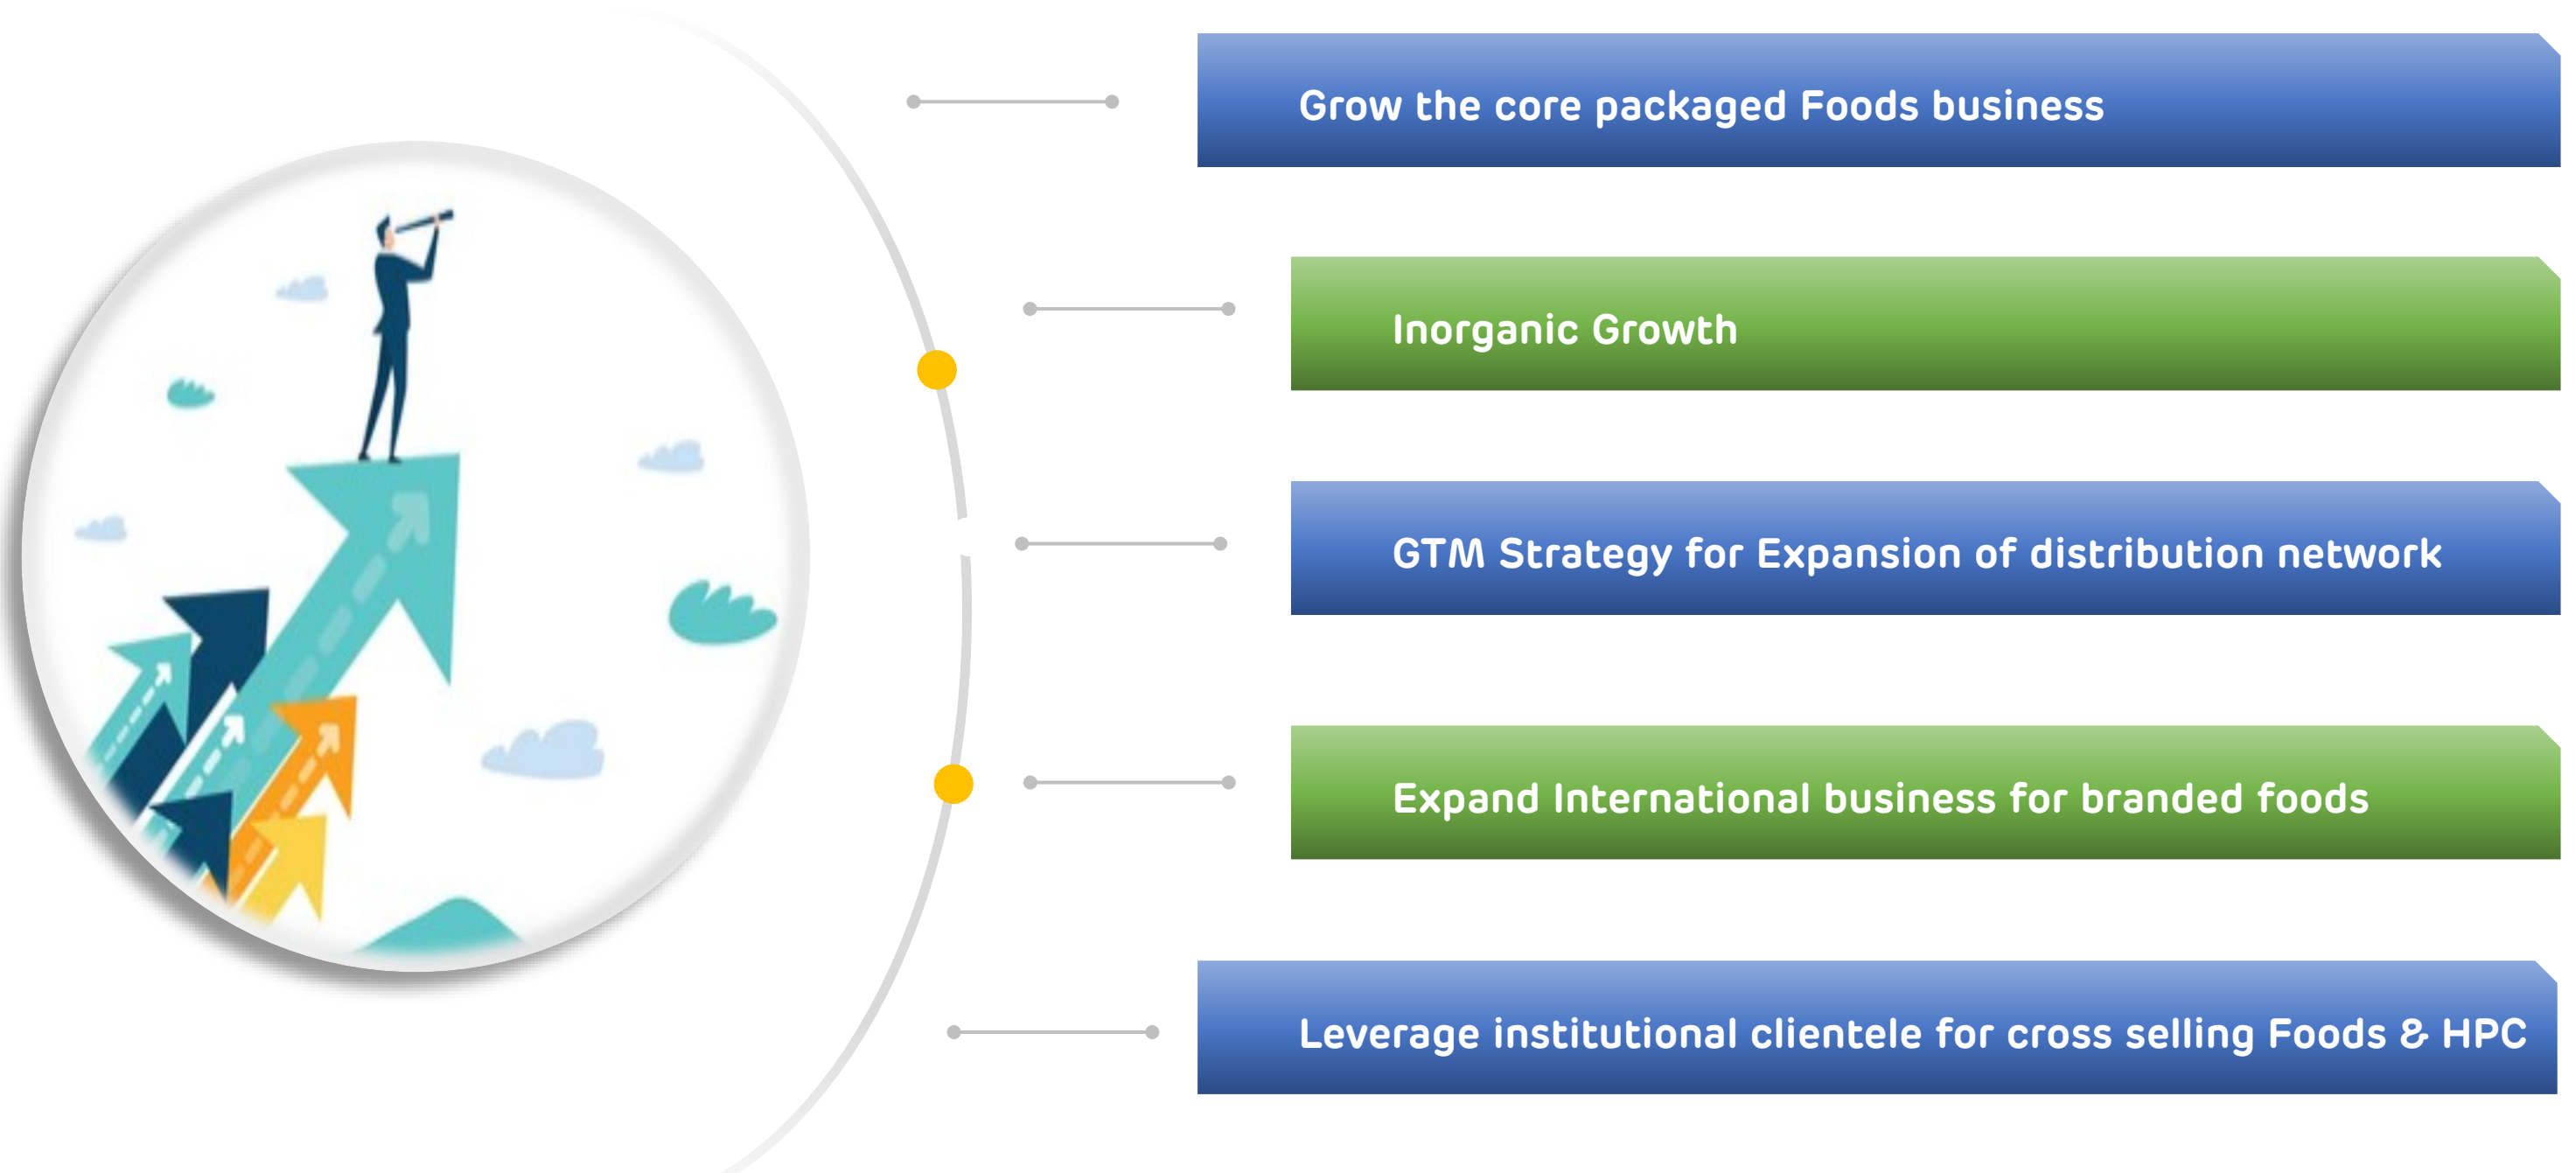 Grow the core packaged Foods business
Inorganic Growth
GTM Strategy for Expansion of distribution network
Expand International business for branded foods
Leverage institutional clientele for cross selling Foods & HPC